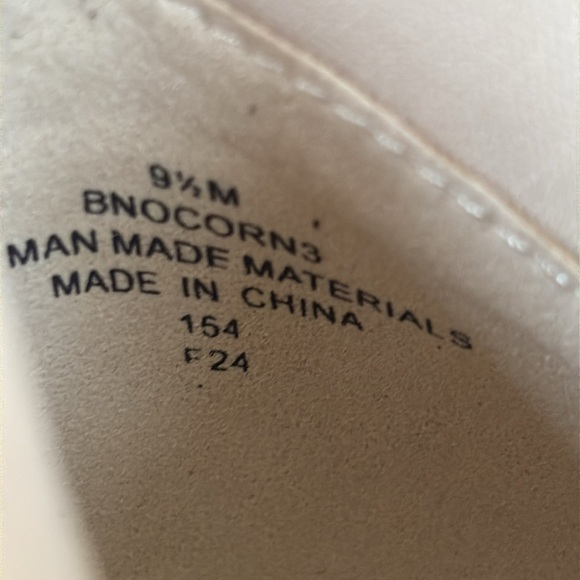 9½M
BNOCORN3
MAN MADE MATERIALS
MADE IN CHINA
154
F24